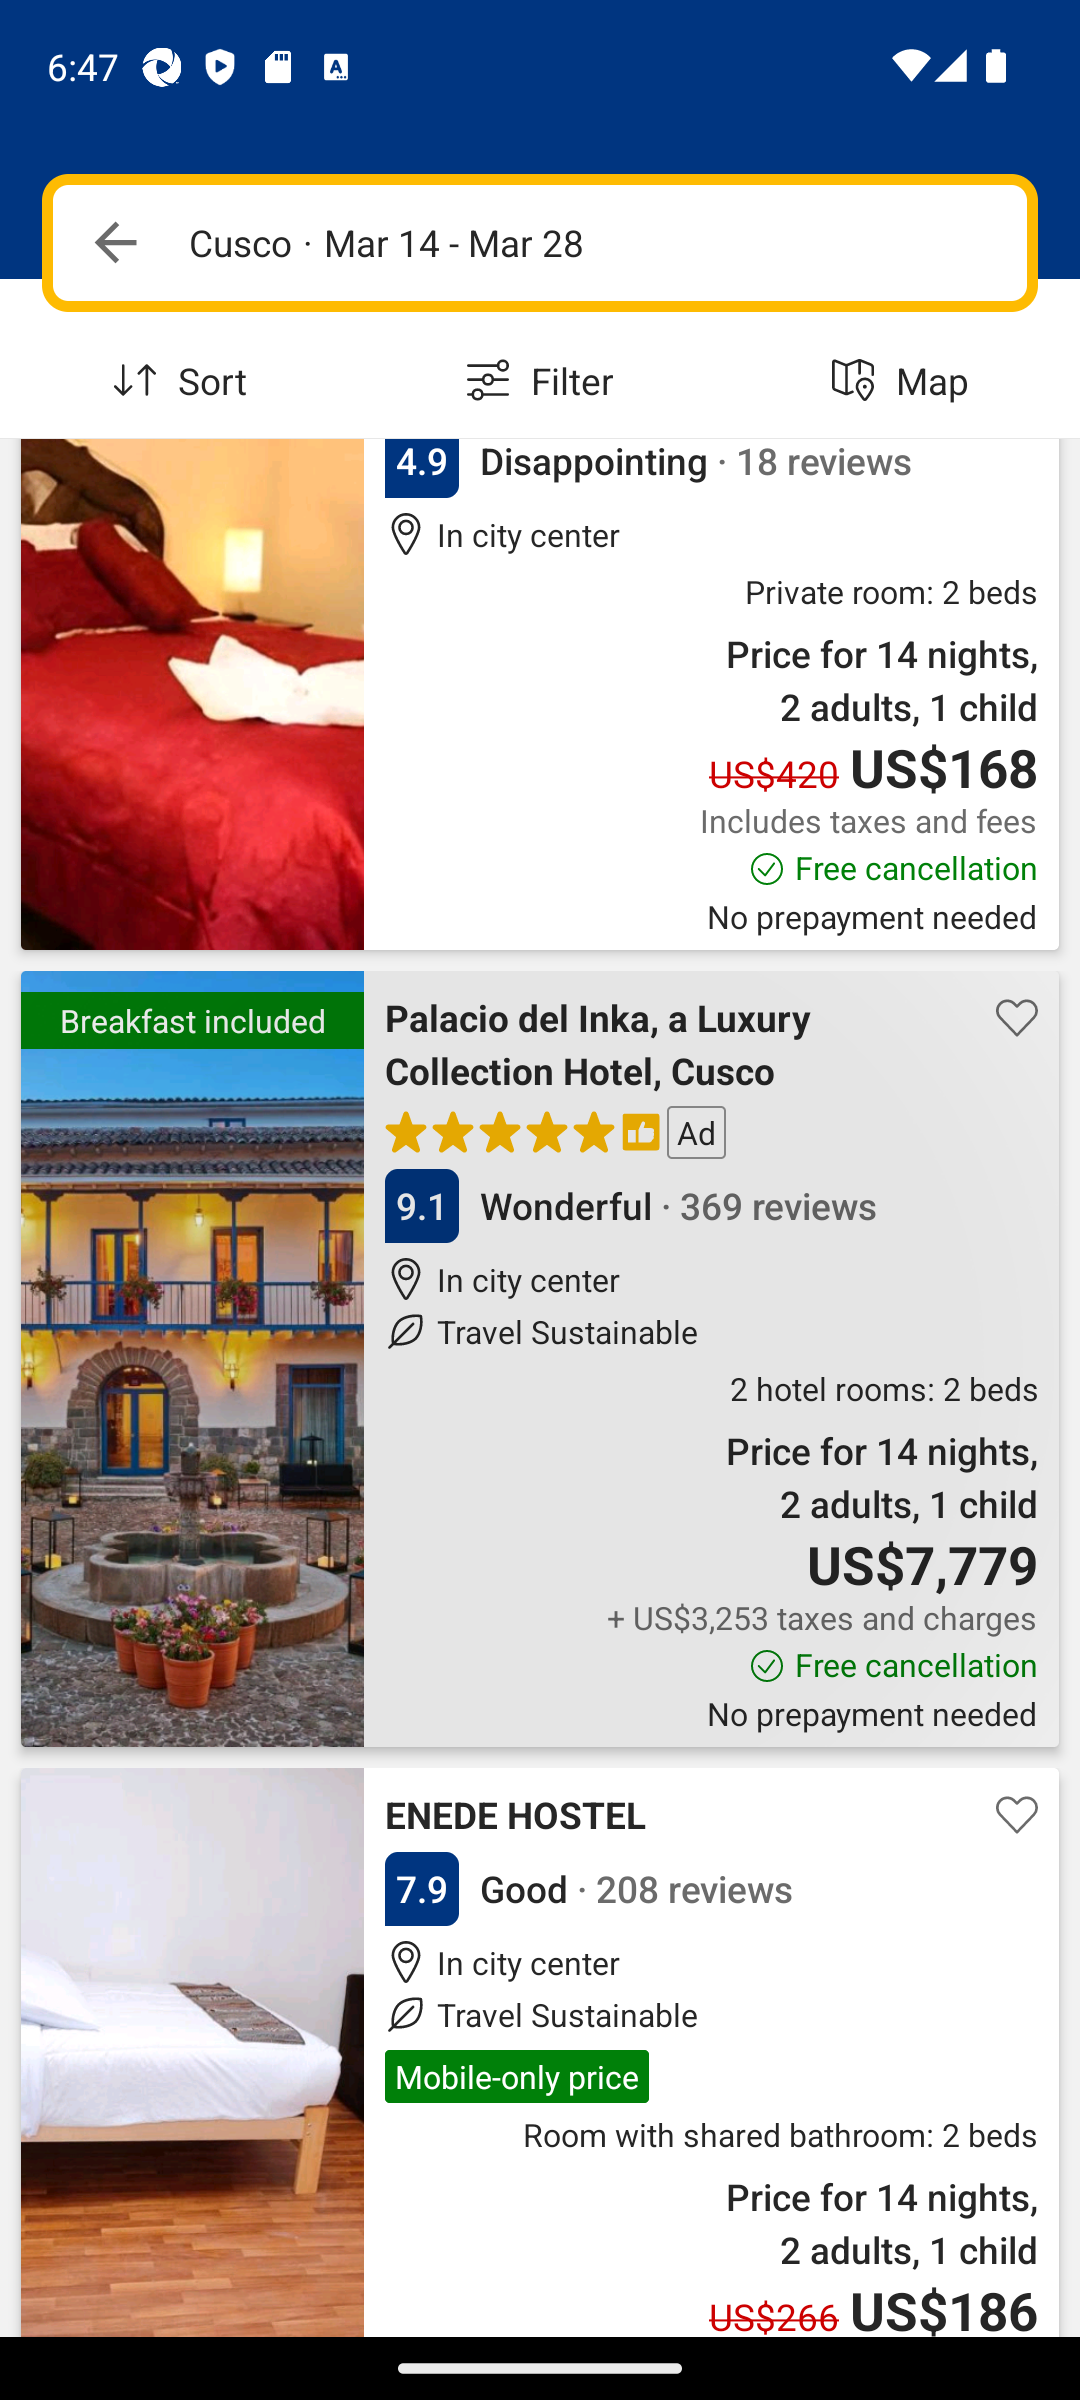 6:47
Cusco · Mar 14 - Mar 28
Sort
Filter
Map
4.9 Disappointing · 18 reviews
In city center
Private room: 2 beds
Price for 14 nights,
2 adults, 1 child
US$420 US$168
Includes taxes and fees
Free cancellation
No prepayment needed
Breakfast included
Palacio del Inka, a Luxury
Collection Hotel, Cusco
Ad
9.1 Wonderful · 369 reviews
In city center
Travel Sustainable
2 hotel rooms: 2 beds
Price for 14 nights,
2 adults, 1 child
US$7,779
+ US$3,253 taxes and charges
Free cancellation
No prepayment needed
ENEDE HOSTEL
7.9 Good · 208 reviews
In city center
Travel Sustainable
Mobile-only price
Room with shared bathroom: 2 beds
Price for 14 nights,
2 adults, 1 child
US$266 US$186